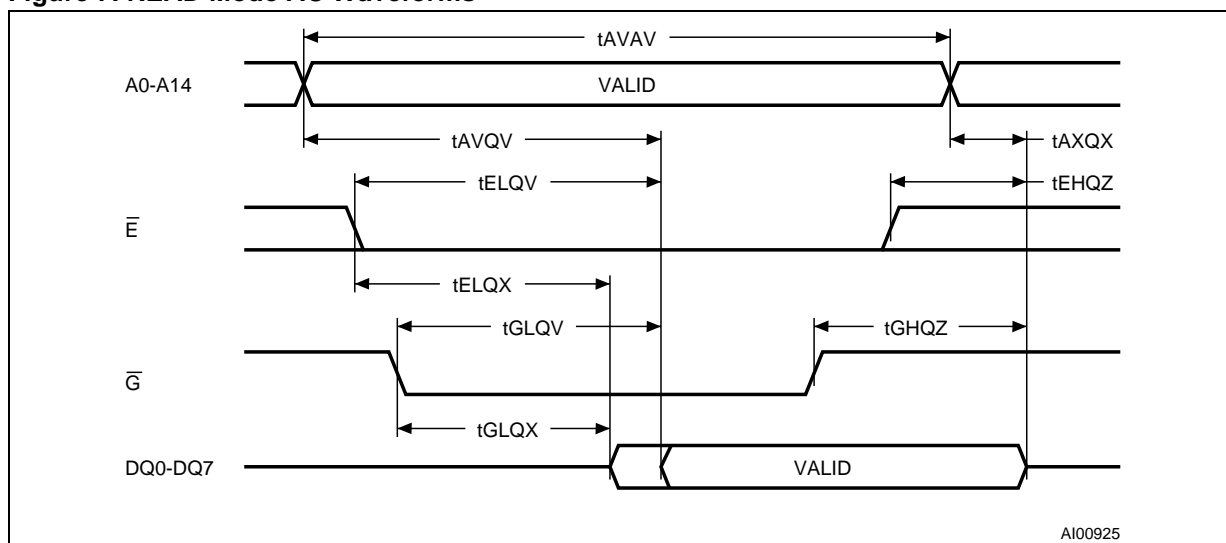 Figure READ Mode AC Waveforms
tAVAV
A0-A14 VALID
tAVQV tAXQX
tELQV tEHQZ
E̅
tELQX
tGLQV tGHQZ
G̅
tGLQX
DQ0-DQ7 VALID
AI00925